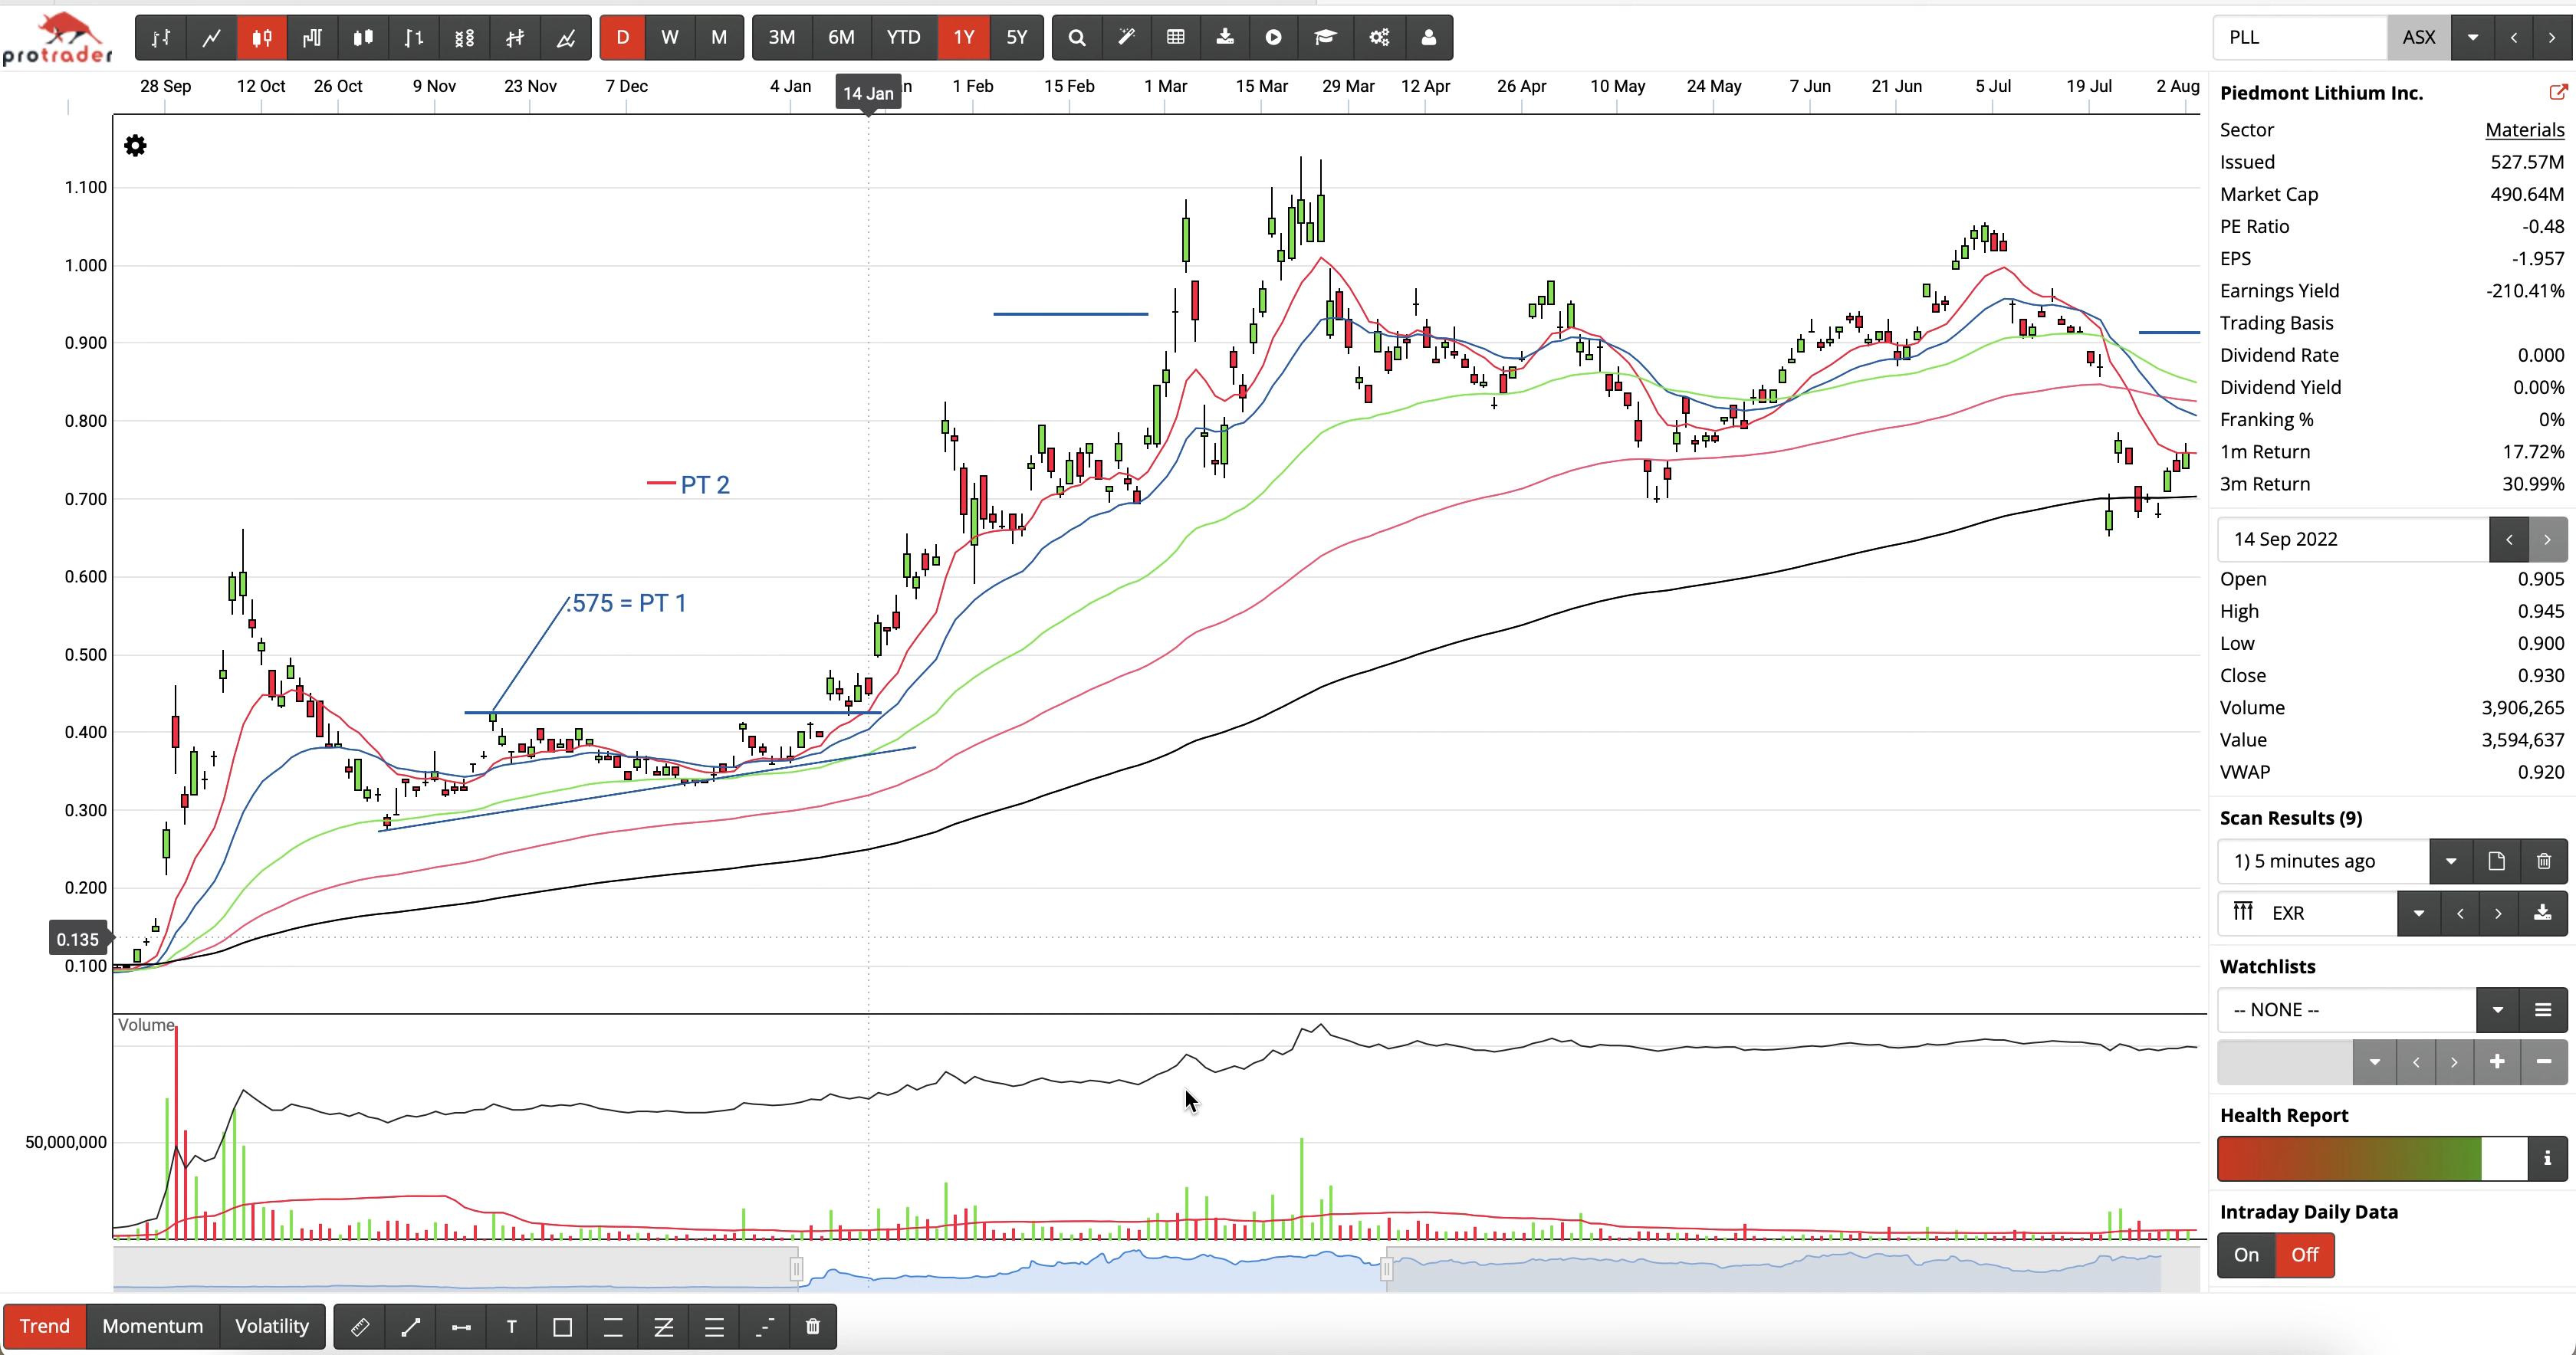 protrader
D W M
3M 6M YTD 1Y 5Y
PLL ASX
28 Sep 12 Oct 26 Oct 9 Nov 23 Nov 7 Dec 4 Jan 14 Jan 1 Feb 15 Feb 1 Mar 15 Mar 29 Mar 12 Apr 26 Apr 10 May 24 May 7 Jun 21 Jun 5 Jul 19 Jul 2 Aug
1.100
1.000
0.900
0.800
0.700
0.600
0.500
0.400
0.300
0.200
0.135
0.100
PT 2
.575 = PT 1
Volume
50,000,000
Piedmont Lithium Inc.
Sector Materials
Issued 527.57M
Market Cap 490.64M
PE Ratio -0.48
EPS -1.957
Earnings Yield -210.41%
Trading Basis
Dividend Rate 0.000
Dividend Yield 0.00%
Franking % 0%
1m Return 17.72%
3m Return 30.99%
14 Sep 2022
Open 0.905
High 0.945
Low 0.900
Close 0.930
Volume 3,906,265
Value 3,594,637
VWAP 0.920
Scan Results (9)
1) 5 minutes ago
EXR
Watchlists
-- NONE --
Health Report
Intraday Daily Data
On Off
Trend Momentum Volatility T